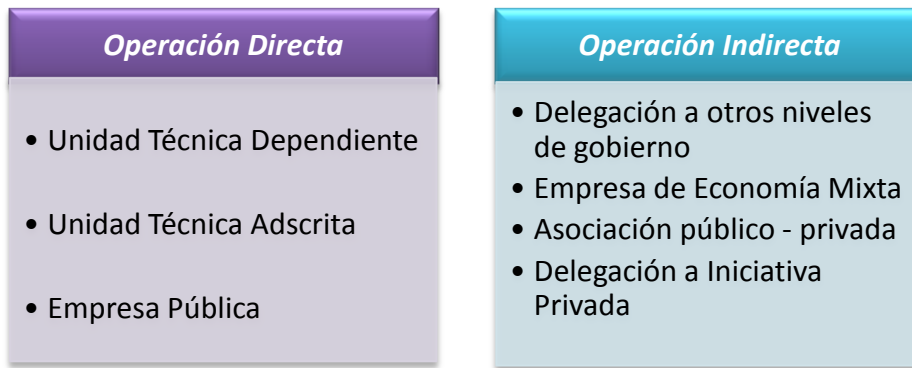 Operación Directa
• Unidad Técnica Dependiente
• Unidad Técnica Adscrita
• Empresa Pública
Operación Indirecta
• Delegación a otros niveles
de gobierno
• Empresa de Economía Mixta
• Asociación público - privada
• Delegación a Iniciativa
Privada